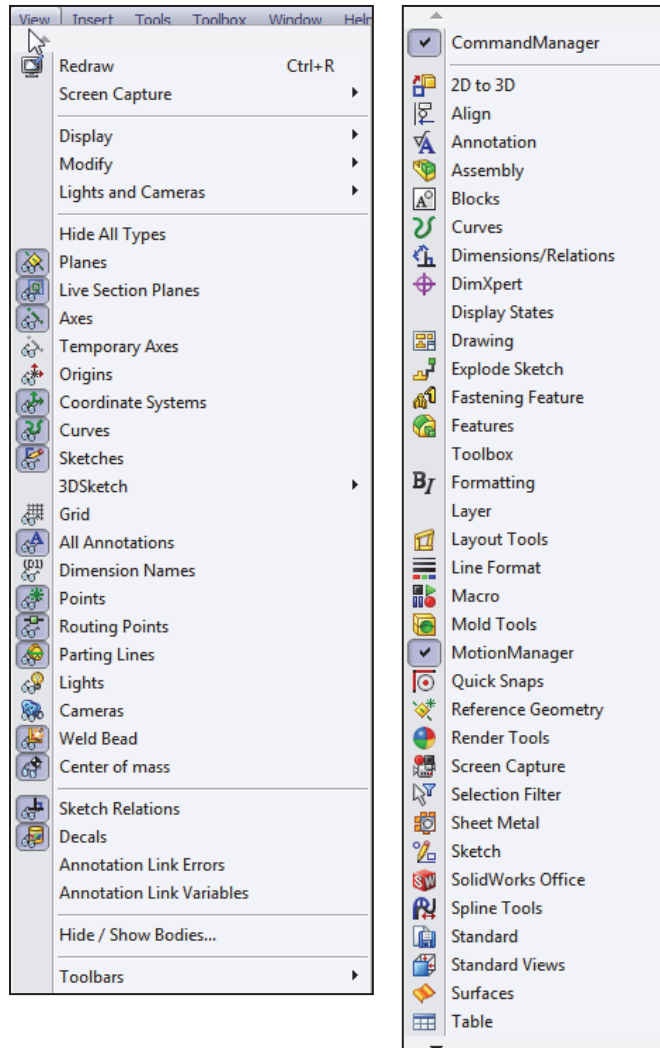 View Insert Tools Toolbox Window Help
Redraw Ctrl+R
Screen Capture
Display
Modify
Lights and Cameras
Hide All Types
Planes
Live Section Planes
Axes
Temporary Axes
Origins
Coordinate Systems
Curves
Sketches
3DSketch
Grid
All Annotations
Dimension Names
Points
Routing Points
Parting Lines
Lights
Cameras
Weld Bead
Center of mass
Sketch Relations
Decals
Annotation Link Errors
Annotation Link Variables
Hide / Show Bodies...
Toolbars
CommandManager
2D to 3D
Align
Annotation
Assembly
Blocks
Curves
Dimensions/Relations
DimXpert
Display States
Drawing
Explode Sketch
Fastening Feature
Features
Toolbox
Formatting
Layer
Layout Tools
Line Format
Macro
Mold Tools
MotionManager
Quick Snaps
Reference Geometry
Render Tools
Screen Capture
Selection Filter
Sheet Metal
Sketch
SolidWorks Office
Spline Tools
Standard
Standard Views
Surfaces
Table